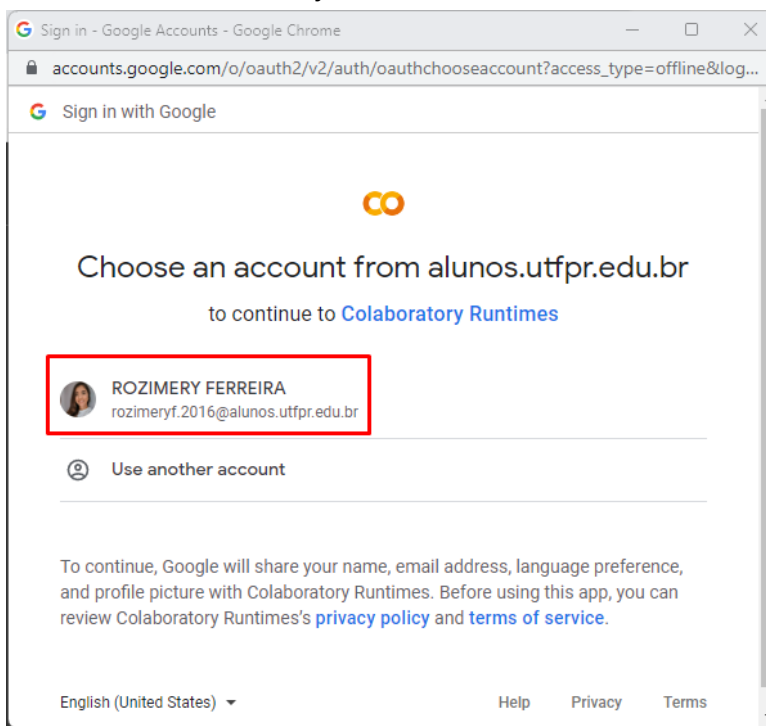 Sign in - Google Accounts - Google Chrome
accounts.google.com/o/oauth2/v2/auth/oauthchooseaccount?access_type=offline&log...
Sign in with Google
Choose an account from alunos.utfpr.edu.br
to continue to Colaboratory Runtimes
ROZIMERY FERREIRA
rozimeryf.2016@alunos.utfpr.edu.br
Use another account
To continue, Google will share your name, email address, language preference,
and profile picture with Colaboratory Runtimes. Before using this app, you can
review Colaboratory Runtimes's privacy policy and terms of service.
English (United States) Help Privacy Terms